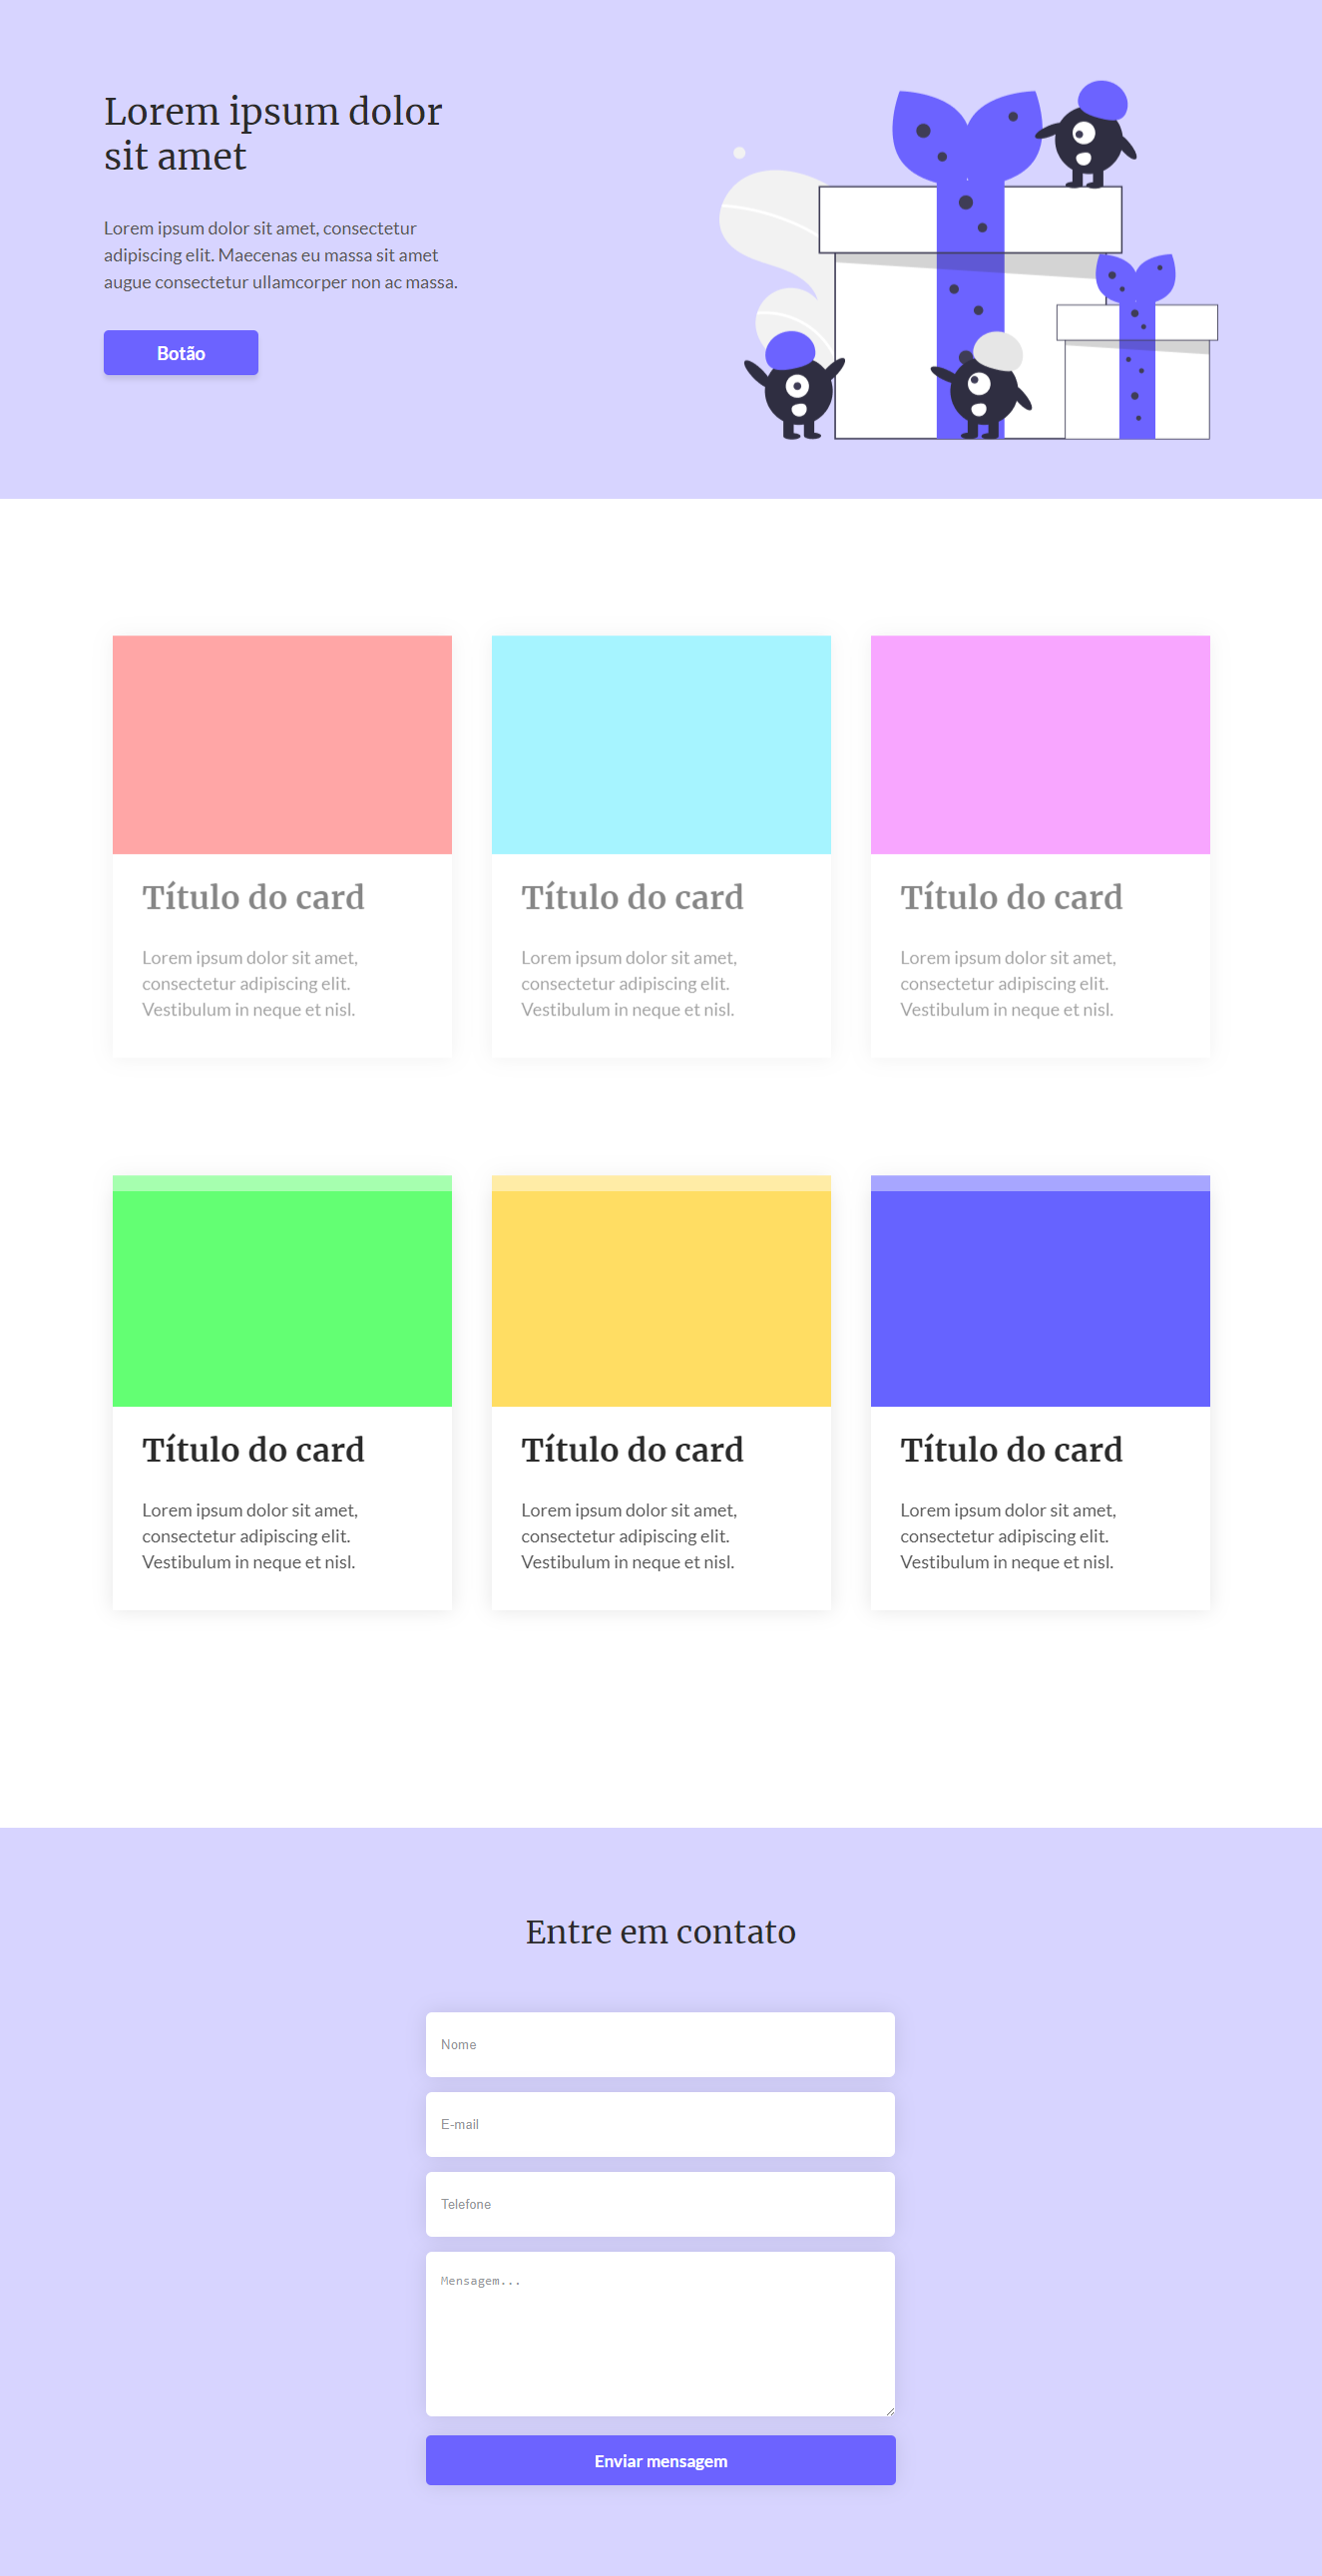 Lorem ipsum dolor
sit amet
Lorem ipsum dolor sit amet, consectetur
adipiscing elit. Maecenas eu massa sit amet
augue consectetur ullamcorper non ac massa.
Botão
Título do card
Lorem ipsum dolor sit amet,
consectetur adipiscing elit.
Vestibulum in neque et nisl.
Título do card
Lorem ipsum dolor sit amet,
consectetur adipiscing elit.
Vestibulum in neque et nisl.
Título do card
Lorem ipsum dolor sit amet,
consectetur adipiscing elit.
Vestibulum in neque et nisl.
Título do card
Lorem ipsum dolor sit amet,
consectetur adipiscing elit.
Vestibulum in neque et nisl.
Título do card
Lorem ipsum dolor sit amet,
consectetur adipiscing elit.
Vestibulum in neque et nisl.
Título do card
Lorem ipsum dolor sit amet,
consectetur adipiscing elit.
Vestibulum in neque et nisl.
Entre em contato
Nome
E-mail
Telefone
Mensagem...
Enviar mensagem